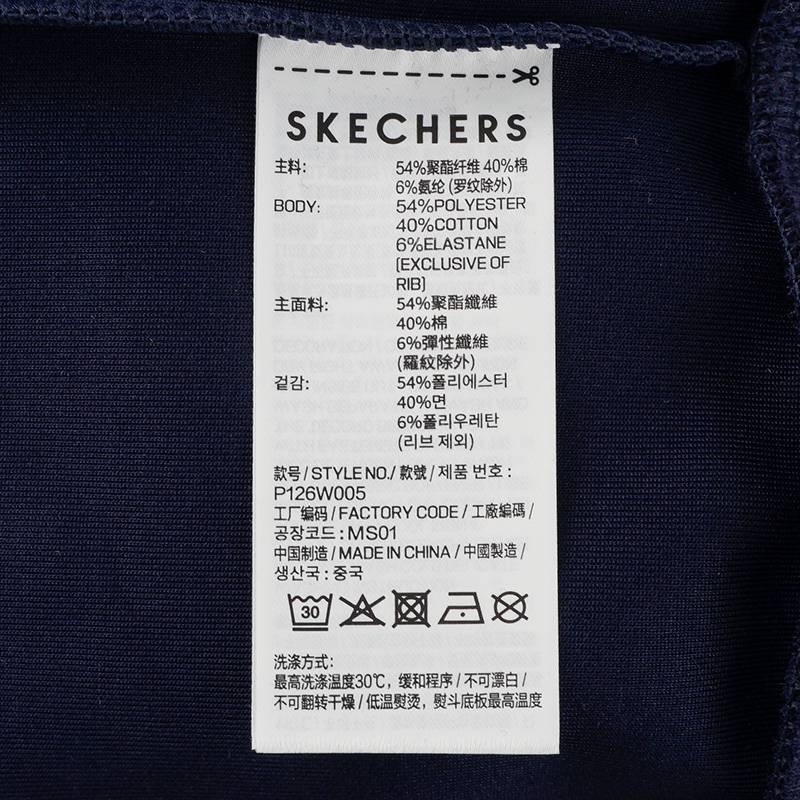 SKECHERS
主料: 54%聚酯纤维 40%棉
6%氨纶 (罗纹除外)
BODY: 54%POLYESTER
40%COTTON
6%ELASTANE
(EXCLUSIVE OF
RIB)
主面料: 54%聚酯纖維
40%棉
6%彈性纖維
(羅紋除外)
겉감: 54%폴리에스터
40%면
6%폴리우레탄
(리브 제외)
款号 / STYLE NO. / 款號 / 제품 번호 :
P126W005
工厂编码 / FACTORY CODE / 工廠編碼 /
공장코드 : MS01
中国制造 / MADE IN CHINA / 中國製造 /
생산국 : 중국
30
洗涤方式:
最高洗涤温度30℃, 缓和程序 / 不可漂白 /
不可翻转干燥 / 低温熨烫, 熨斗底板最高温度